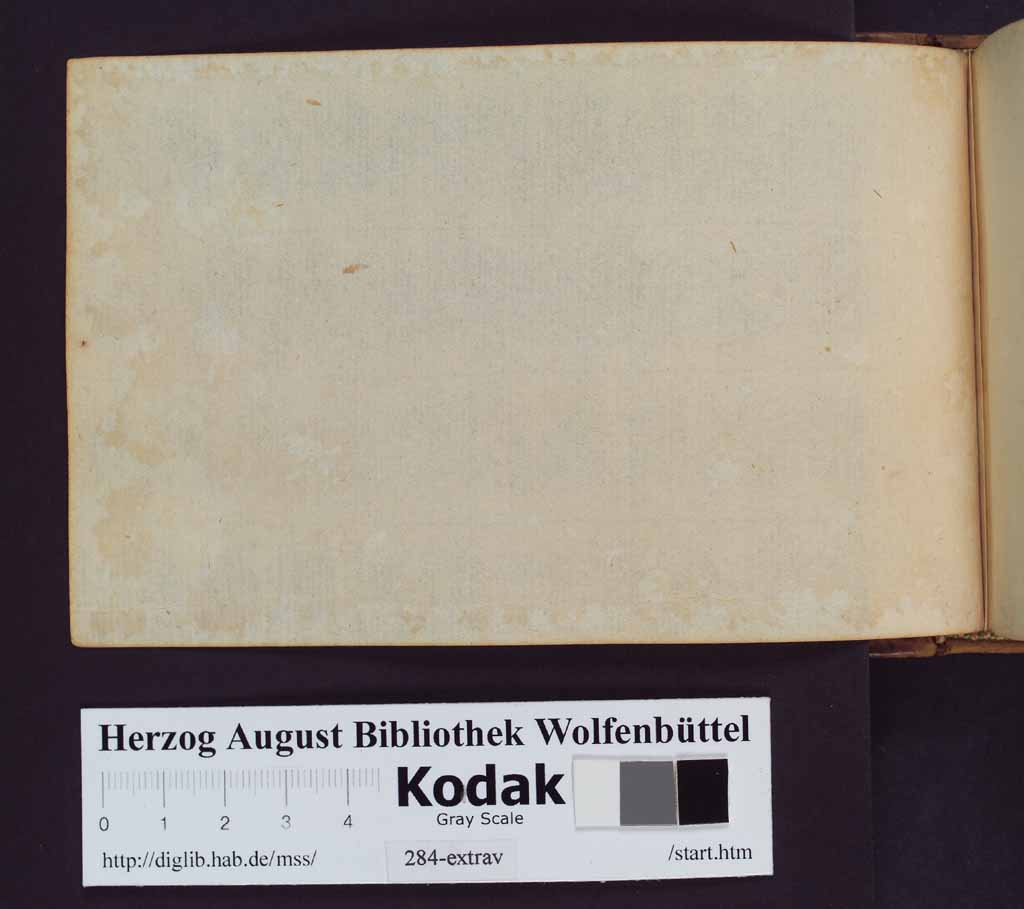 Herzog August Bibliothek Wolfenbüttel
Kodak
Gray Scale
0 1 2 3 4
http://diglib.hab.de/mss/ 284-extrav /start.htm